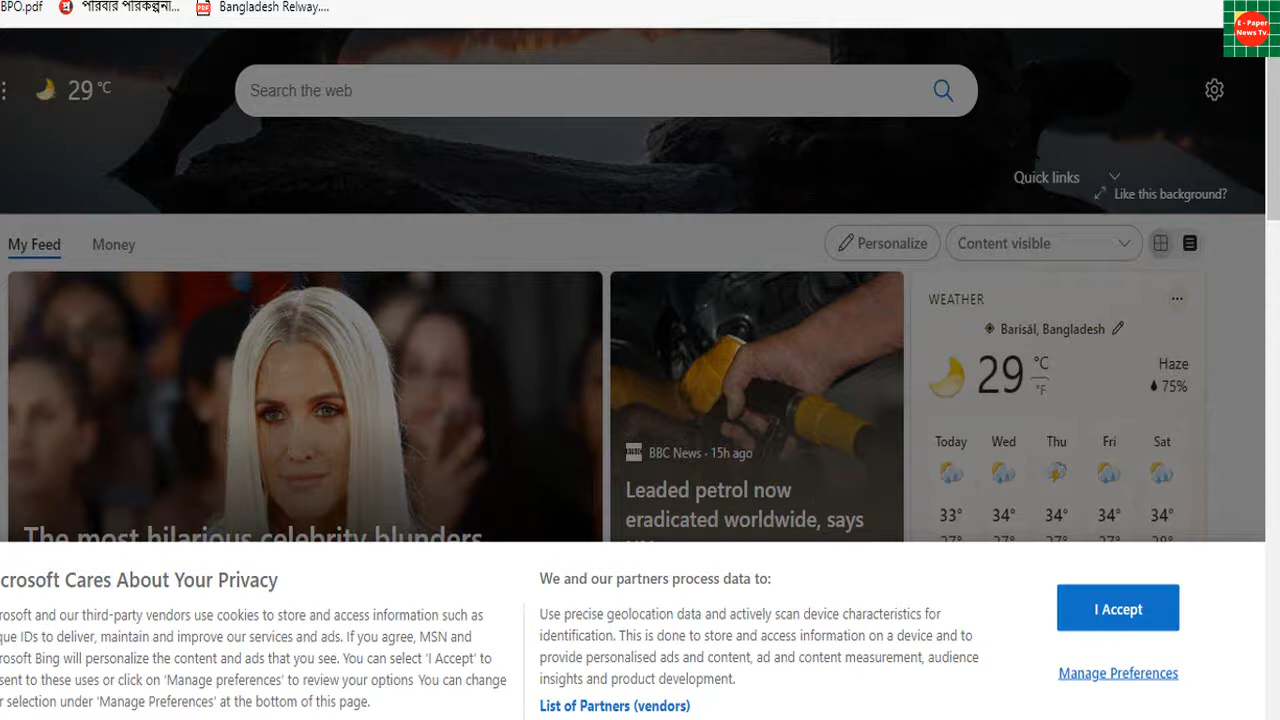 BPO.pdf পরিবার পরিকল্পনা... PDF Bangladesh Relway....
E - Paper
News Tv.
29 °C
Search the web
Quick links
Like this background?
My Feed Money
Personalize Content visible
WEATHER
Barisāl, Bangladesh
29 °C
°F
Haze
75%
Today Wed Thu Fri Sat
33° 34° 34° 34° 34°
27° 27° 27° 27° 28°
BBC News · 15h ago
Leaded petrol now
eradicated worldwide, says
The most hilarious celebrity blunders
crosoft Cares About Your Privacy
rosoft and our third-party vendors use cookies to store and access information such as
que IDs to deliver, maintain and improve our services and ads. If you agree, MSN and
rosoft Bing will personalize the content and ads that you see. You can select 'I Accept' to
sent to these uses or click on 'Manage preferences' to review your options You can change
r selection under 'Manage Preferences' at the bottom of this page.
We and our partners process data to:
Use precise geolocation data and actively scan device characteristics for
identification. This is done to store and access information on a device and to
provide personalised ads and content, ad and content measurement, audience
insights and product development.
List of Partners (vendors)
I Accept
Manage Preferences